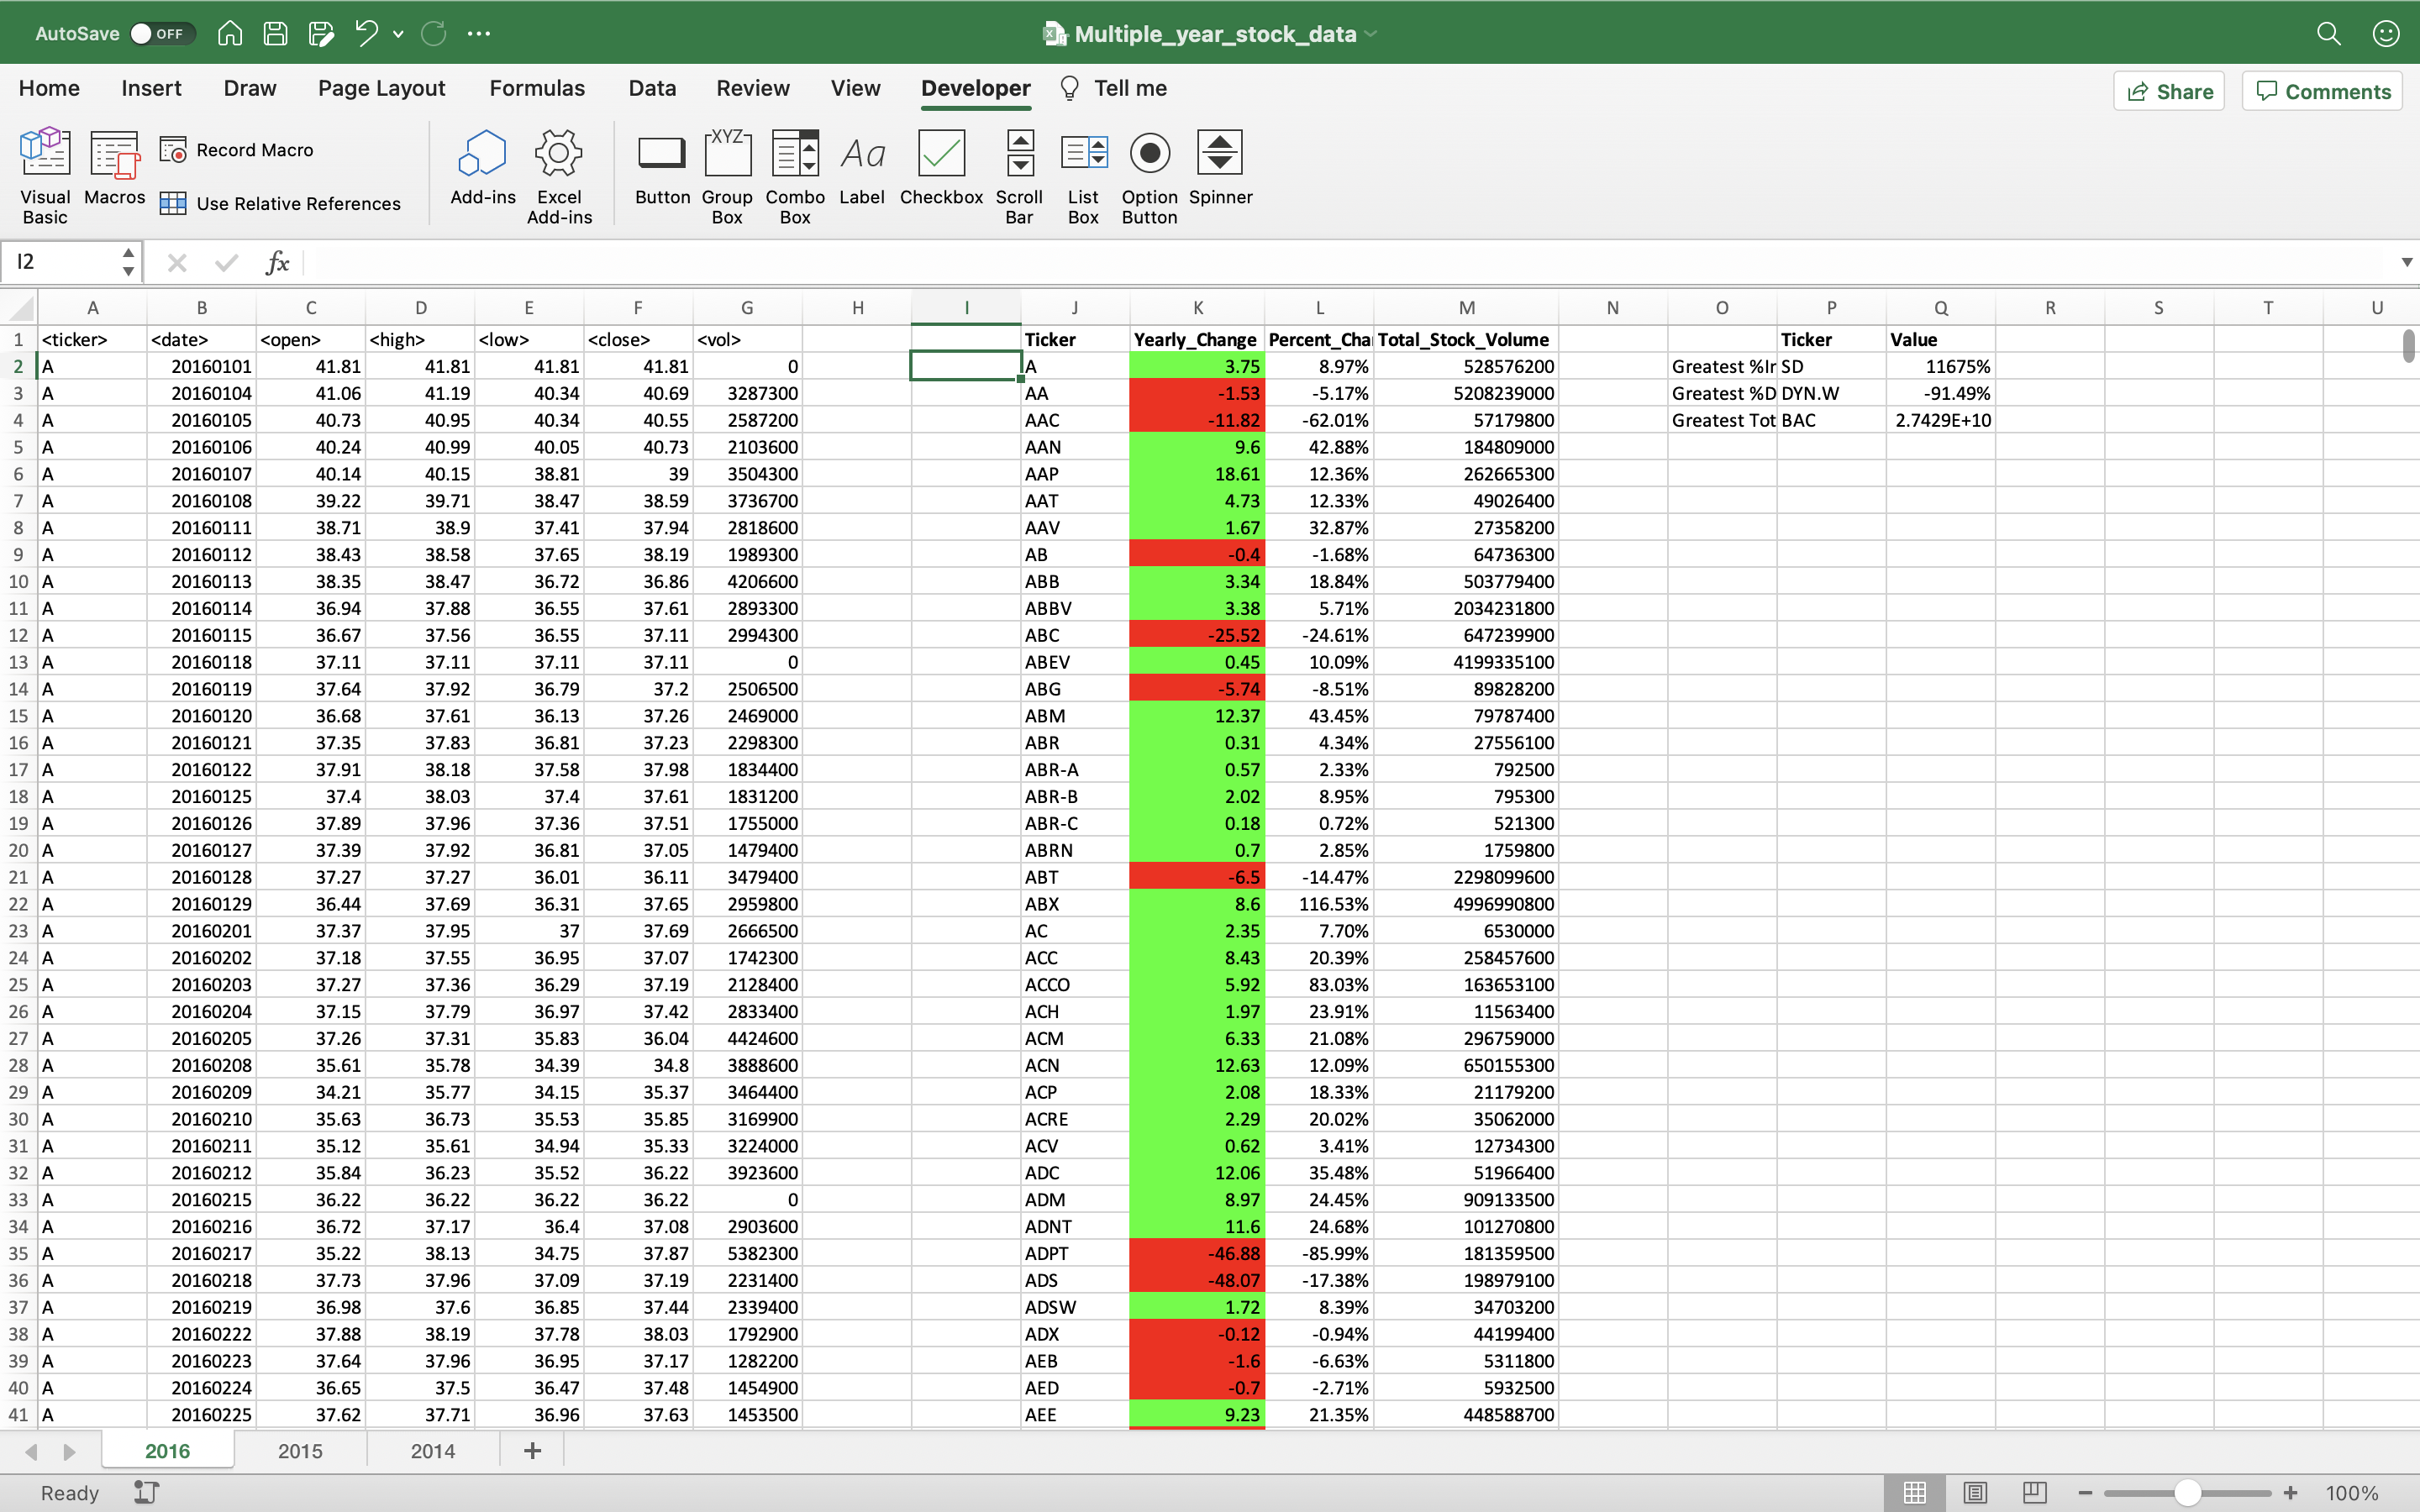 AutoSave OFF Multiple_year_stock_data
Home Insert Draw Page Layout Formulas Data Review View Developer Tell me Share Comments
Visual Basic Macros Record Macro Use Relative References Add-ins Excel Add-ins Button Group Box Combo Box Label Checkbox Scroll Bar List Box Option Button Spinner
XYZ Aa
I2 fx
A B C D E F G H I J K L M N O P Q R S T U
1 <ticker> <date> <open> <high> <low> <close> <vol> Ticker Yearly_Change Percent_Cha Total_Stock_Volume Ticker Value
2 A 20160101 41.81 41.81 41.81 41.81 0 A 3.75 8.97% 528576200 Greatest %Ir SD 11675%
3 A 20160104 41.06 41.19 40.34 40.69 3287300 AA -1.53 -5.17% 5208239000 Greatest %D DYN.W -91.49%
4 A 20160105 40.73 40.95 40.34 40.55 2587200 AAC -11.82 -62.01% 57179800 Greatest Tot BAC 2.7429E+10
5 A 20160106 40.24 40.99 40.05 40.73 2103600 AAN 9.6 42.88% 184809000
6 A 20160107 40.14 40.15 38.81 39 3504300 AAP 18.61 12.36% 262665300
7 A 20160108 39.22 39.71 38.47 38.59 3736700 AAT 4.73 12.33% 49026400
8 A 20160111 38.71 38.9 37.41 37.94 2818600 AAV 1.67 32.87% 27358200
9 A 20160112 38.43 38.58 37.65 38.19 1989300 AB -0.4 -1.68% 64736300
10 A 20160113 38.35 38.47 36.72 36.86 4206600 ABB 3.34 18.84% 503779400
11 A 20160114 36.94 37.88 36.55 37.61 2893300 ABBV 3.38 5.71% 2034231800
12 A 20160115 36.67 37.56 36.55 37.11 2994300 ABC -25.52 -24.61% 647239900
13 A 20160118 37.11 37.11 37.11 37.11 0 ABEV 0.45 10.09% 4199335100
14 A 20160119 37.64 37.92 36.79 37.2 2506500 ABG -5.74 -8.51% 89828200
15 A 20160120 36.68 37.61 36.13 37.26 2469000 ABM 12.37 43.45% 79787400
16 A 20160121 37.35 37.83 36.81 37.23 2298300 ABR 0.31 4.34% 27556100
17 A 20160122 37.91 38.18 37.58 37.98 1834400 ABR-A 0.57 2.33% 792500
18 A 20160125 37.4 38.03 37.4 37.61 1831200 ABR-B 2.02 8.95% 795300
19 A 20160126 37.89 37.96 37.36 37.51 1755000 ABR-C 0.18 0.72% 521300
20 A 20160127 37.39 37.92 36.81 37.05 1479400 ABRN 0.7 2.85% 1759800
21 A 20160128 37.27 37.27 36.01 36.11 3479400 ABT -6.5 -14.47% 2298099600
22 A 20160129 36.44 37.69 36.31 37.65 2959800 ABX 8.6 116.53% 4996990800
23 A 20160201 37.37 37.95 37 37.69 2666500 AC 2.35 7.70% 6530000
24 A 20160202 37.18 37.55 36.95 37.07 1742300 ACC 8.43 20.39% 258457600
25 A 20160203 37.27 37.36 36.29 37.19 2128400 ACCO 5.92 83.03% 163653100
26 A 20160204 37.15 37.79 36.97 37.42 2833400 ACH 1.97 23.91% 11563400
27 A 20160205 37.26 37.31 35.83 36.04 4424600 ACM 6.33 21.08% 296759000
28 A 20160208 35.61 35.78 34.39 34.8 3888600 ACN 12.63 12.09% 650155300
29 A 20160209 34.21 35.77 34.15 35.37 3464400 ACP 2.08 18.33% 21179200
30 A 20160210 35.63 36.73 35.53 35.85 3169900 ACRE 2.29 20.02% 35062000
31 A 20160211 35.12 35.61 34.94 35.33 3224000 ACV 0.62 3.41% 12734300
32 A 20160212 35.84 36.23 35.52 36.22 3923600 ADC 12.06 35.48% 51966400
33 A 20160215 36.22 36.22 36.22 36.22 0 ADM 8.97 24.45% 909133500
34 A 20160216 36.72 37.17 36.4 37.08 2903600 ADNT 11.6 24.68% 101270800
35 A 20160217 35.22 38.13 34.75 37.87 5382300 ADPT -46.88 -85.99% 181359500
36 A 20160218 37.73 37.96 37.09 37.19 2231400 ADS -48.07 -17.38% 198979100
37 A 20160219 36.98 37.6 36.85 37.44 2339400 ADSW 1.72 8.39% 34703200
38 A 20160222 37.88 38.19 37.78 38.03 1792900 ADX -0.12 -0.94% 44199400
39 A 20160223 37.64 37.96 36.95 37.17 1282200 AEB -1.6 -6.63% 5311800
40 A 20160224 36.65 37.5 36.47 37.48 1454900 AED -0.7 -2.71% 5932500
41 A 20160225 37.62 37.71 36.96 37.63 1453500 AEE 9.23 21.35% 448588700
2016 2015 2014 +
Ready 100%